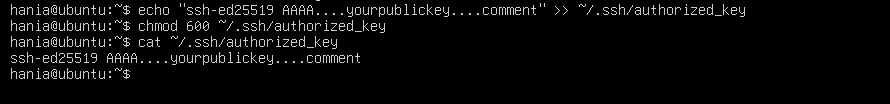 hania@ubuntu:~$ echo "ssh-ed25519 AAAA....yourpublickey....comment" >> ~/.ssh/authorized_key
hania@ubuntu:~$ chmod 600 ~/.ssh/authorized_key
hania@ubuntu:~$ cat ~/.ssh/authorized_key
ssh-ed25519 AAAA....yourpublickey....comment
hania@ubuntu:~$